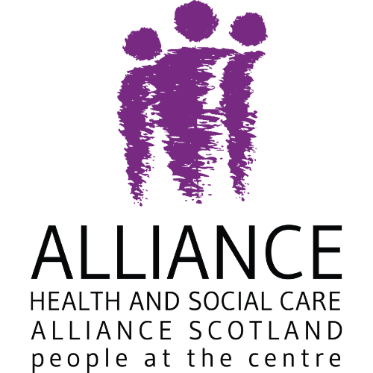 ALLIANCE
HEALTH AND SOCIAL CARE
ALLIANCE SCOTLAND
people at the centre